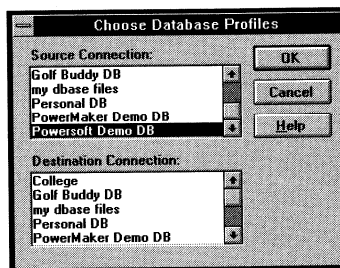 Choose Database Profiles
Source Connection:
Golf Buddy DB
my dbase files
Personal DB
PowerMaker Demo DB
Powersoft Demo DB
OK
Cancel
Help
Destination Connection:
College
Golf Buddy DB
my dbase files
Personal DB
PowerMaker Demo DB